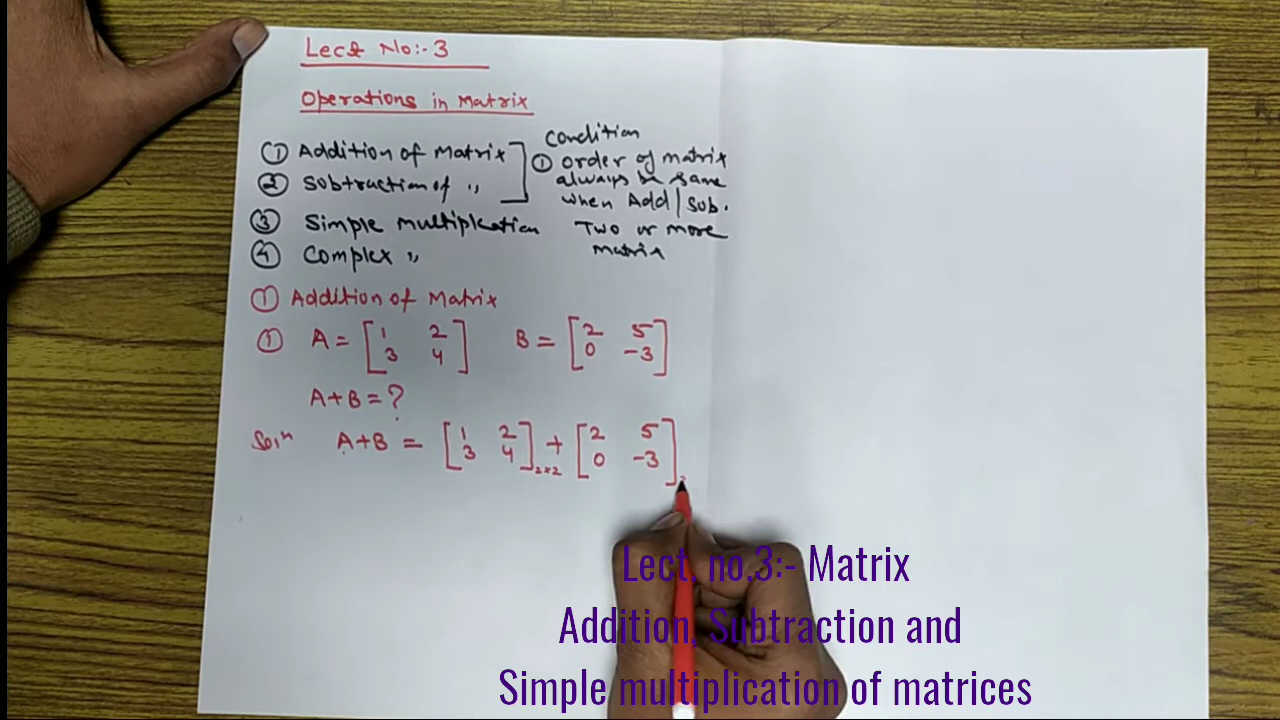 Lect No:- 3
Operations in Matrix
① Addition of Matrix
② Subtraction of ,,
③ Simple multiplication
④ Complex ,,
Condition
① order of matrix
always be same
when Add/Sub.
Two or more
matrix
① Addition of Matrix
① A = [1 2 B = [2 5
3 4] 0 -3]
A+B = ?
Soln A+B = [1 2 + [2 5
3 4]2×2 0 -3]2
Lect. no.3:- Matrix
Addition, Subtraction and
Simple multiplication of matrices